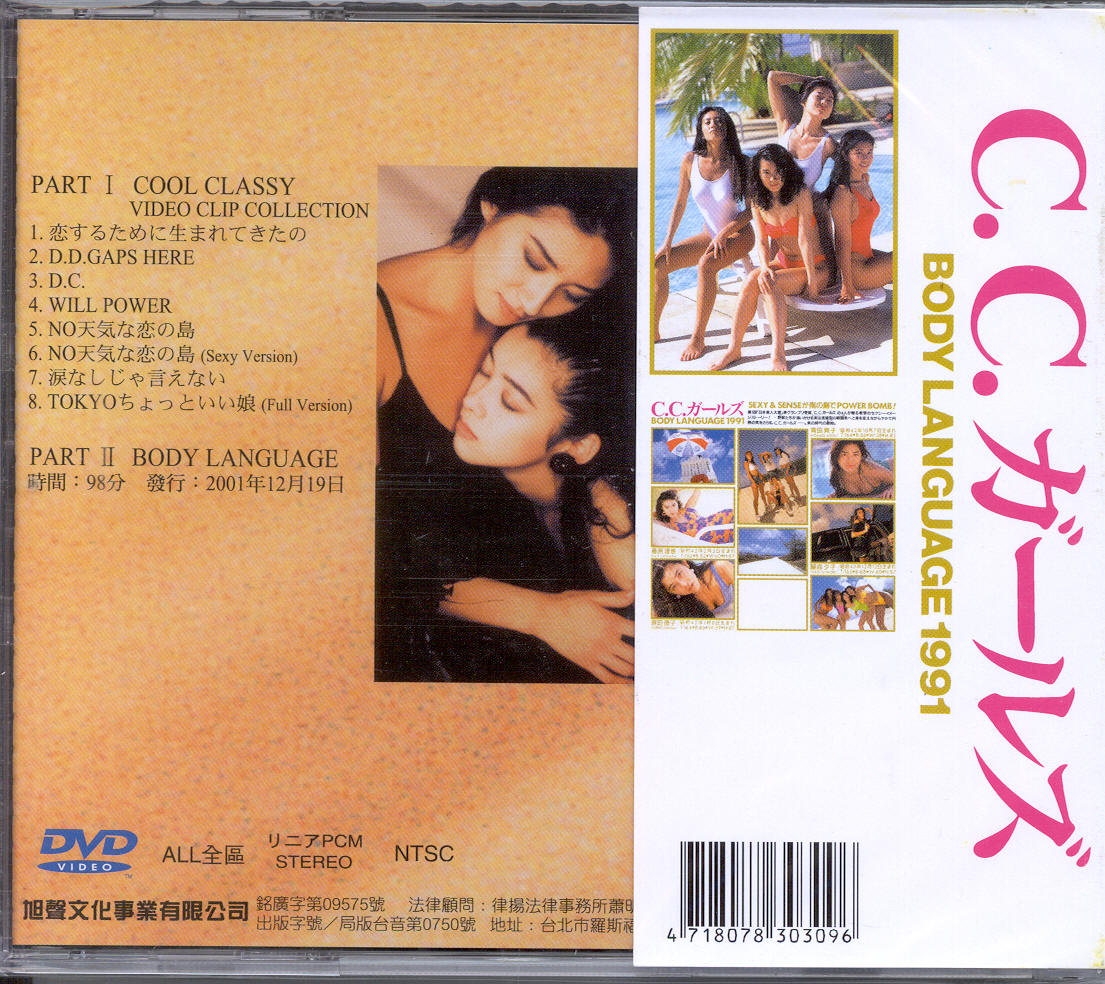 PART Ⅰ COOL CLASSY
VIDEO CLIP COLLECTION
1. 恋するために生まれてきたの
2. D.D.GAPS HERE
3. D.C.
4. WILL POWER
5. NO天気な恋の島
6. NO天気な恋の島 (Sexy Version)
7. 涙なしじゃ言えない
8. TOKYOちょっといい娘 (Full Version)
PART Ⅱ BODY LANGUAGE
時間：98分 發行：2001年12月19日
DVD
VIDEO
TM
ALL全區
リニアPCM
STEREO
NTSC
旭聲文化事業有限公司
銘廣字第09575號 法律顧問：律揚法律事務所蕭
出版字號／局版台音第0750號 地址：台北市羅斯福
C.C.ガールズ
BODY LANGUAGE 1991
SEXY & SENSEが南の島でPOWER BOMB!
C.C.ガールズ
BODY LANGUAGE 1991
4 718078 303096